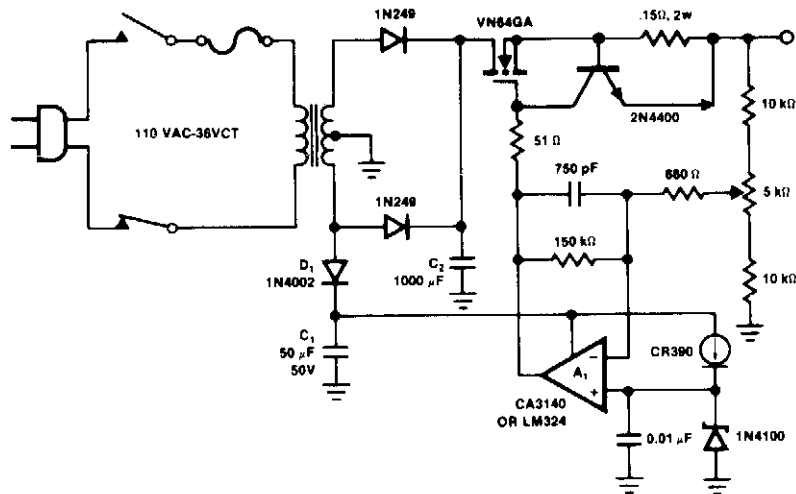 1N249
VN64GA
.15Ω, 2w
10 kΩ
2N4400
110 VAC-36VCT
51 Ω
750 pF
680 Ω
5 kΩ
1N249
150 kΩ
D₁
1N4002
C₂
1000 µF
10 kΩ
C₁
50 µF
50V
CR390
−
A₁
+
CA3140
OR LM324
0.01 µF
1N4100